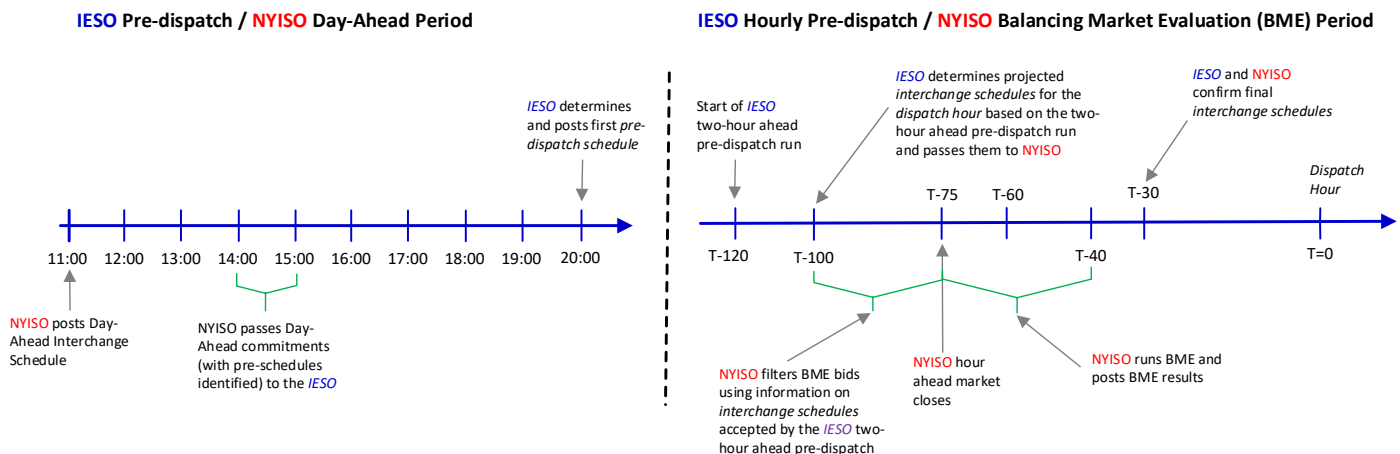 IESO Pre-dispatch / NYISO Day-Ahead Period
IESO determines
and posts first pre-
dispatch schedule
11:00
12:00
13:00
14:00
15:00
16:00
17:00
18:00
19:00
20:00
NYISO posts Day-
Ahead Interchange
Schedule
NYISO passes Day-
Ahead commitments
(with pre-schedules
identified) to the IESO
IESO Hourly Pre-dispatch / NYISO Balancing Market Evaluation (BME) Period
Start of IESO
two-hour ahead
pre-dispatch run
IESO determines projected
interchange schedules for the
dispatch hour based on the two-
hour ahead pre-dispatch run
and passes them to NYISO
IESO and NYISO
confirm final
interchange schedules
Dispatch
Hour
T-75
T-60
T-30
T-120
T-100
T-40
T=0
NYISO filters BME bids
using information on
interchange schedules
accepted by the IESO two-
hour ahead pre-dispatch
NYISO hour
ahead market
closes
NYISO runs BME and
posts BME results